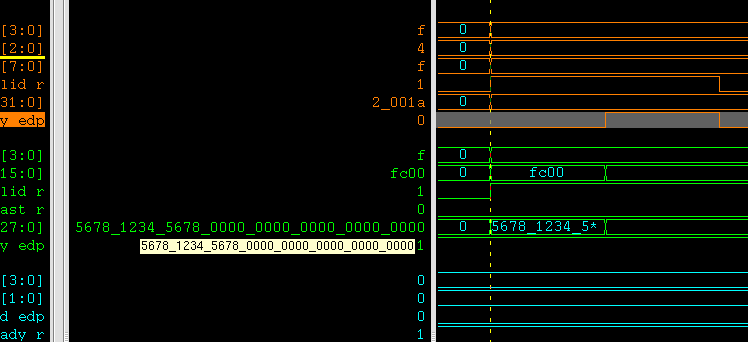 [3:0] f 0
[2:0] 4 0
[7:0] f 0
lid r 1
31:0] 2_001a 0
y edp 0
[3:0] f 0
15:0] fc00 0 fc00
lid r 1
ast r 0
27:0] 5678_1234_5678_0000_0000_0000_0000_0000 0 5678_1234_5*
y edp 5678_1234_5678_0000_0000_0000_0000_0000 1
[3:0] 0
[1:0] 0
d edp 0
ady r 1